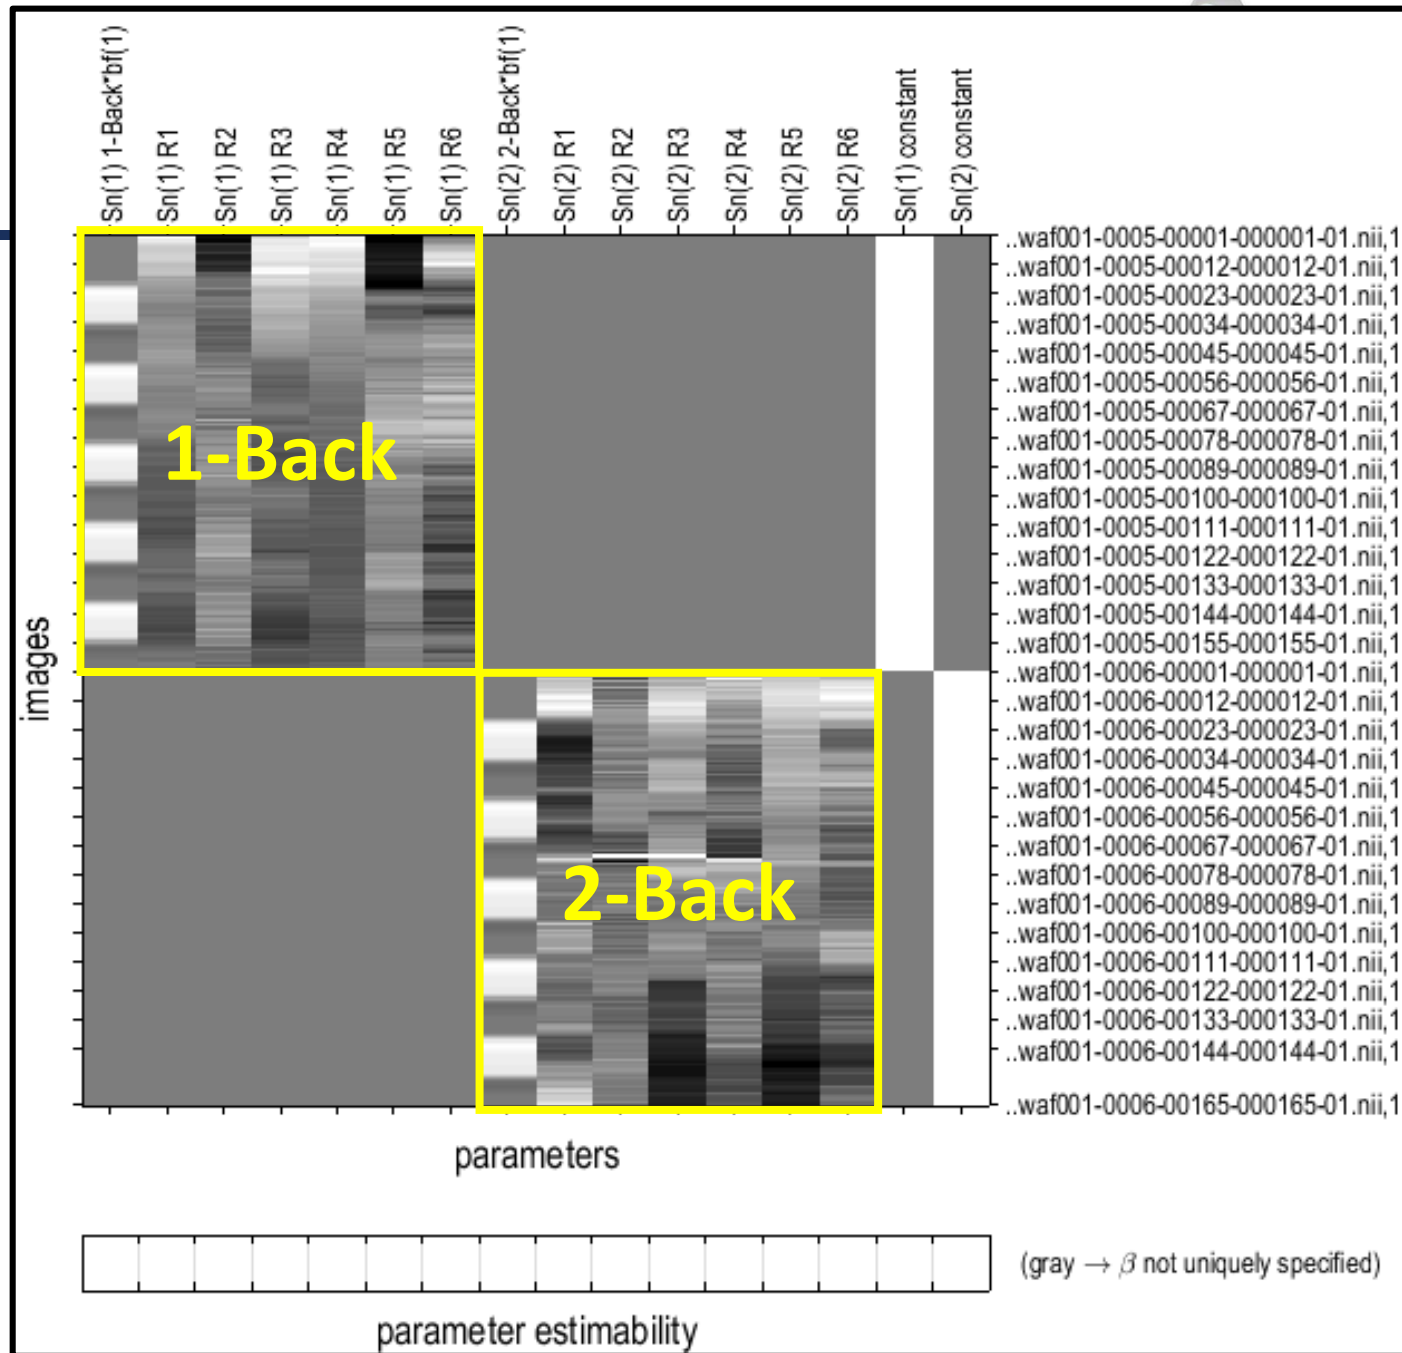 Sn(1) 1-Back*bf(1)
Sn(1) R1
Sn(1) R2
Sn(1) R3
Sn(1) R4
Sn(1) R5
Sn(1) R6
Sn(2) 2-Back*bf(1)
Sn(2) R1
Sn(2) R2
Sn(2) R3
Sn(2) R4
Sn(2) R5
Sn(2) R6
Sn(1) constant
Sn(2) constant
1-Back
2-Back
images
..waf001-0005-00001-000001-01.nii,1
..waf001-0005-00012-000012-01.nii,1
..waf001-0005-00023-000023-01.nii,1
..waf001-0005-00034-000034-01.nii,1
..waf001-0005-00045-000045-01.nii,1
..waf001-0005-00056-000056-01.nii,1
..waf001-0005-00067-000067-01.nii,1
..waf001-0005-00078-000078-01.nii,1
..waf001-0005-00089-000089-01.nii,1
..waf001-0005-00100-000100-01.nii,1
..waf001-0005-00111-000111-01.nii,1
..waf001-0005-00122-000122-01.nii,1
..waf001-0005-00133-000133-01.nii,1
..waf001-0005-00144-000144-01.nii,1
..waf001-0005-00155-000155-01.nii,1
..waf001-0006-00001-000001-01.nii,1
..waf001-0006-00012-000012-01.nii,1
..waf001-0006-00023-000023-01.nii,1
..waf001-0006-00034-000034-01.nii,1
..waf001-0006-00045-000045-01.nii,1
..waf001-0006-00056-000056-01.nii,1
..waf001-0006-00067-000067-01.nii,1
..waf001-0006-00078-000078-01.nii,1
..waf001-0006-00089-000089-01.nii,1
..waf001-0006-00100-000100-01.nii,1
..waf001-0006-00111-000111-01.nii,1
..waf001-0006-00122-000122-01.nii,1
..waf001-0006-00133-000133-01.nii,1
..waf001-0006-00144-000144-01.nii,1
..waf001-0006-00165-000165-01.nii,1
parameters
(gray → β not uniquely specified)
parameter estimability